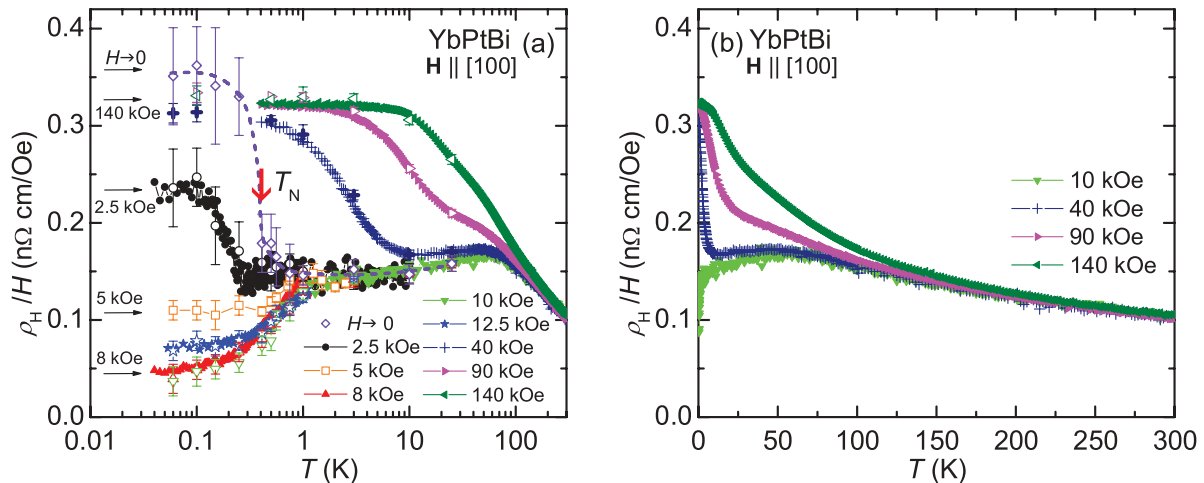 YbPtBi (a)
H || [100]
H→0
140 kOe
2.5 kOe
5 kOe
8 kOe
T_N
ρ_H/H (nΩ cm/Oe)
0.4
0.3
0.2
0.1
0.0
H→0
2.5 kOe
5 kOe
8 kOe
10 kOe
12.5 kOe
40 kOe
90 kOe
140 kOe
0.01 0.1 1 10 100
T (K)
(b) YbPtBi
H || [100]
ρ_H/H (nΩ cm/Oe)
0.4
0.3
0.2
0.1
0.0
10 kOe
40 kOe
90 kOe
140 kOe
0 50 100 150 200 250 300
T (K)